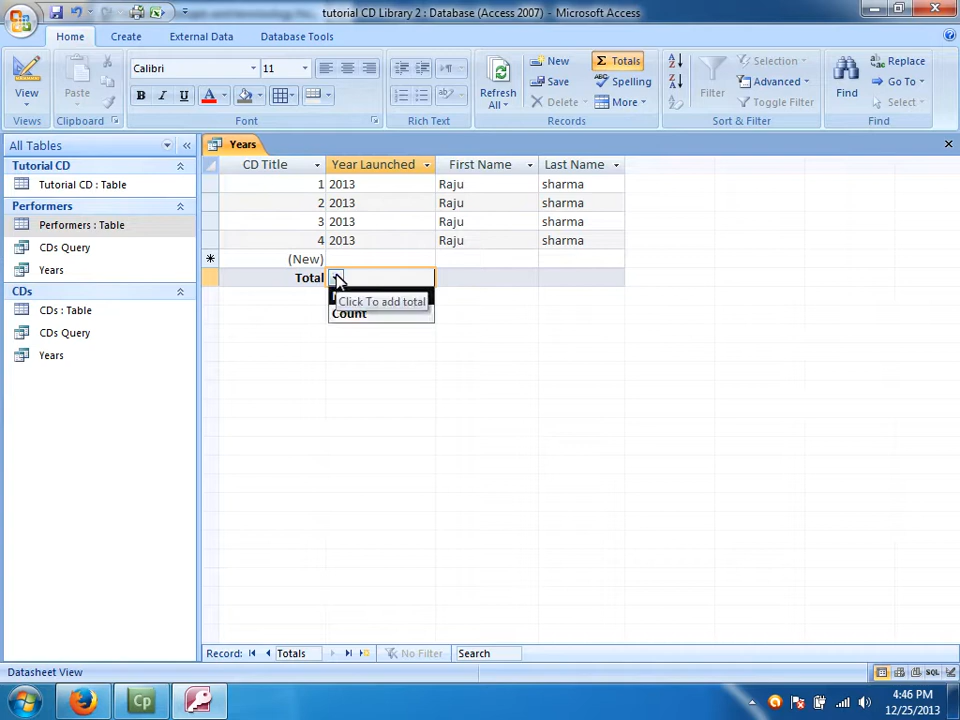 tutorial CD Library 2 : Database (Access 2007) - Microsoft Access
Home Create External Data Database Tools
View
Views
Paste
Clipboard
Calibri 11
B I U A
Font
Rich Text
Refresh All
New
Save
Delete
Σ Totals
Spelling
More
Records
Filter
Selection
Advanced
Toggle Filter
Sort & Filter
Find
Replace
Go To
Select
Find
All Tables
Tutorial CD
Tutorial CD : Table
Performers
Performers : Table
CDs Query
Years
CDs
CDs : Table
CDs Query
Years
Years
CD Title Year Launched First Name Last Name
1 2013 Raju sharma
2 2013 Raju sharma
3 2013 Raju sharma
4 2013 Raju sharma
(New)
Total
Click To add total
Count
Record: Totals No Filter Search
Datasheet View
SQL
Cp
4:46 PM
12/25/2013